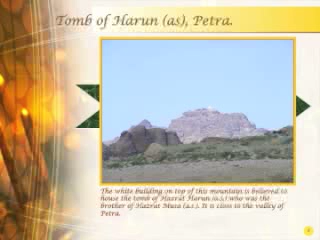 Tomb of Harun (as), Petra.
The white building on top of this mountain is believed to
house the tomb of Hazrat Harun (a.s.) who was the
brother of Hazrat Musa (a.s.). It is close to the valley of
Petra.